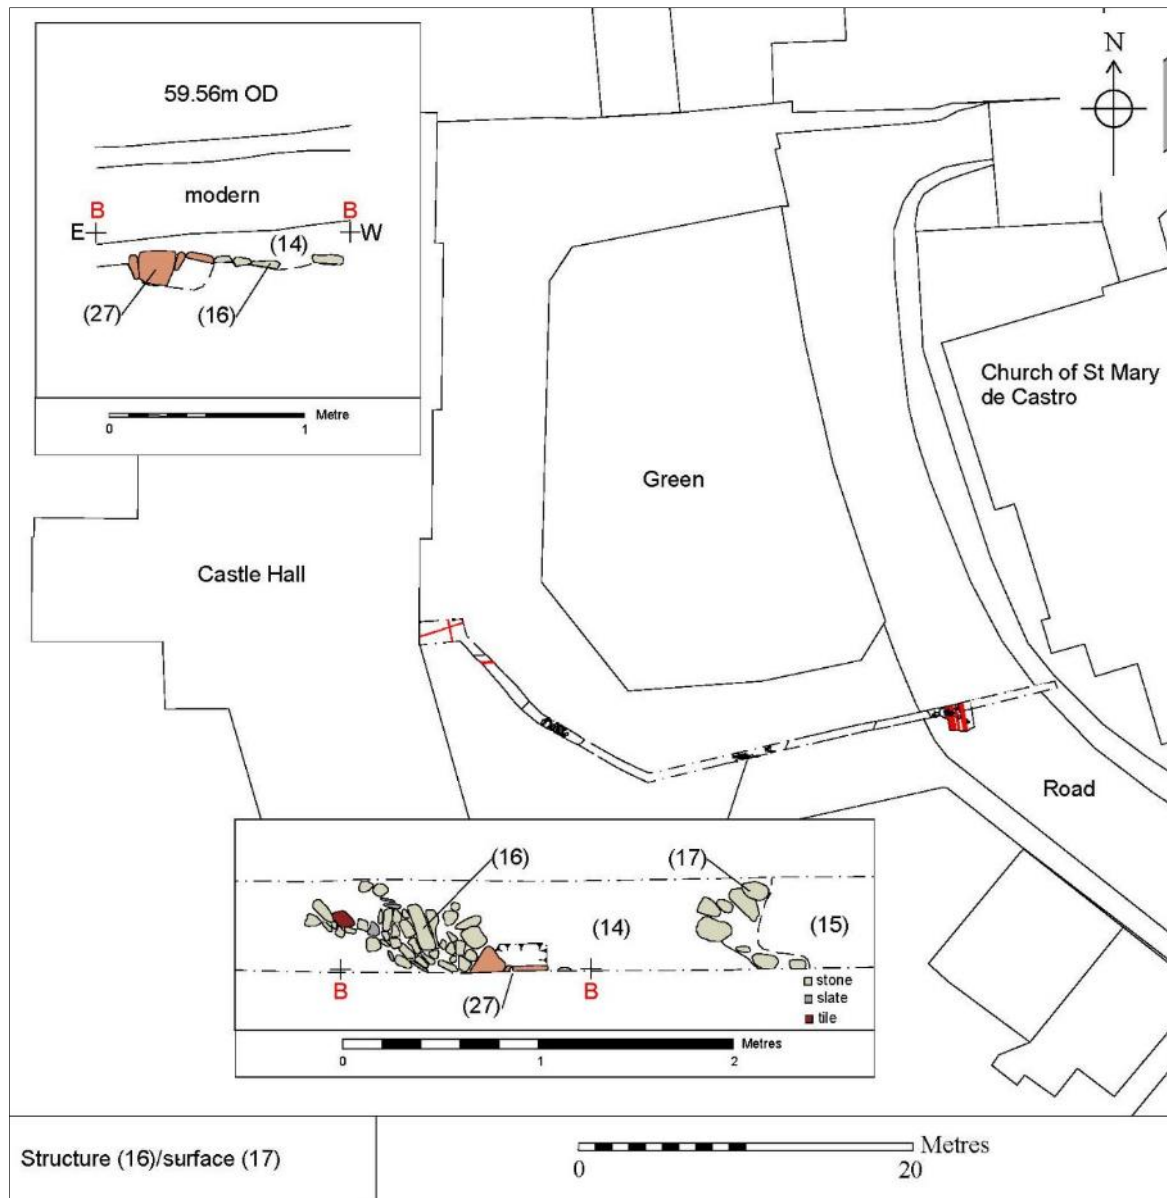 59.56m OD
modern
B B
E W
(14)
(27) (16)
Metre
0 1
N
Church of St Mary
de Castro
Green
Castle Hall
Road
(16) (17)
(14) (15)
B B
(27)
stone
slate
tile
Metres
0 1 2
Structure (16)/surface (17)
Metres
0 20